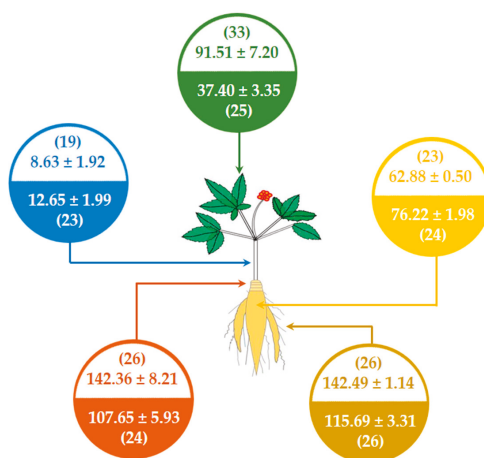 (33)
91.51 ± 7.20
37.40 ± 3.35
(25)
(19)
8.63 ± 1.92
12.65 ± 1.99
(23)
(23)
62.88 ± 0.50
76.22 ± 1.98
(24)
(26)
142.36 ± 8.21
107.65 ± 5.93
(24)
(26)
142.49 ± 1.14
115.69 ± 3.31
(26)